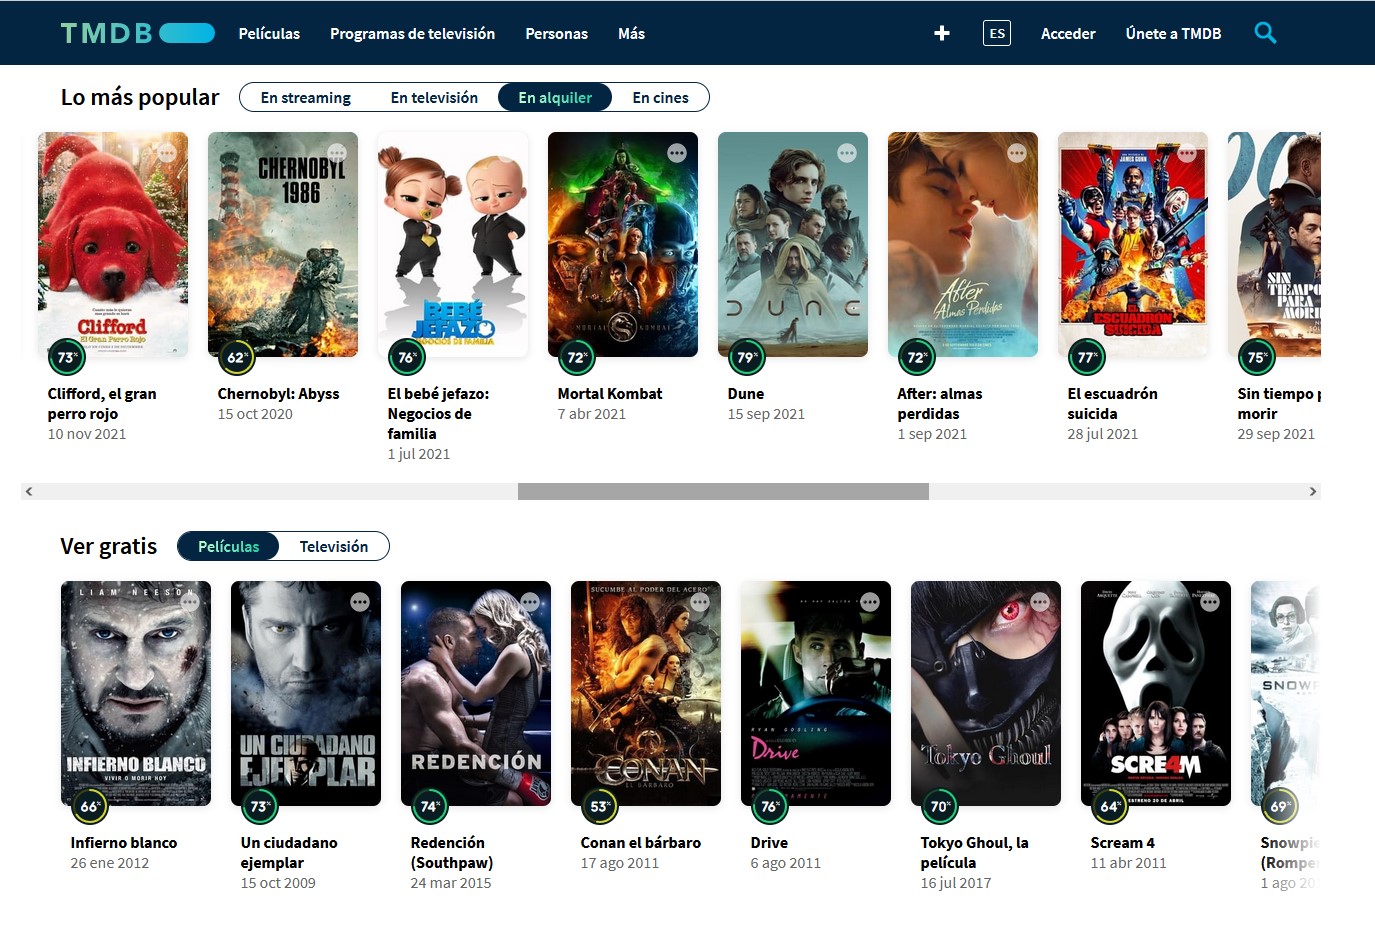 TMDB
Películas Programas de televisión Personas Más
ES Acceder Únete a TMDB
Lo más popular
En streaming En televisión En alquiler En cines
CHERNOBYL
1986
BEBÉ
JEFAZO
NEGOCIOS DE FAMILIA
MORTAL KOMBAT
DUNE
After
Almas Perdidas
JAMES GUNN
EL ESCUADRÓN
SUICIDA
SIN
TIEMPO
PARA
MORI
Clifford
El Gran Perro Rojo
73%
62%
76%
72%
79%
72%
77%
75%
Clifford, el gran
perro rojo
10 nov 2021
Chernobyl: Abyss
15 oct 2020
El bebé jefazo:
Negocios de
familia
1 jul 2021
Mortal Kombat
7 abr 2021
Dune
15 sep 2021
After: almas
perdidas
1 sep 2021
El escuadrón
suicida
28 jul 2021
Sin tiempo p
morir
29 sep 2021
Ver gratis
Películas Televisión
LIAM NEESON
INFIERNO BLANCO
VIVIR O MORIR HOY
UN CIUDADANO
EJEMPLAR
REDENCIÓN
SUCUMBE AL PODER DEL ACERO
CONAN
EL BÁRBARO
RYAN GOSLING
Drive
Tokyo Ghoul
SCRE4M
ESTRENO 20 DE ABRIL
SNOWP
66%
73%
74%
53%
76%
70%
64%
69%
Infierno blanco
26 ene 2012
Un ciudadano
ejemplar
15 oct 2009
Redención
(Southpaw)
24 mar 2015
Conan el bárbaro
17 ago 2011
Drive
6 ago 2011
Tokyo Ghoul, la
película
16 jul 2017
Scream 4
11 abr 2011
Snowpie
(Rompe
1 ago 20